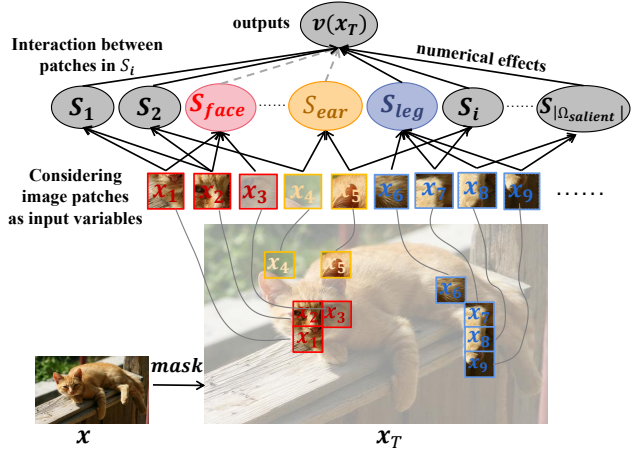 outputs v(x_T)
Interaction between
patches in S_i
numerical effects
S_1 S_2 S_face ...... S_ear S_leg S_i ...... S_|Ω_salient|
Considering
image patches
as input variables
x_1 x_2 x_3 x_4 x_5 x_6 x_7 x_8 x_9 ......
x_4 x_5
x_6
x_2 x_3 x_7
x_1 x_8
x_9
mask
x x_T